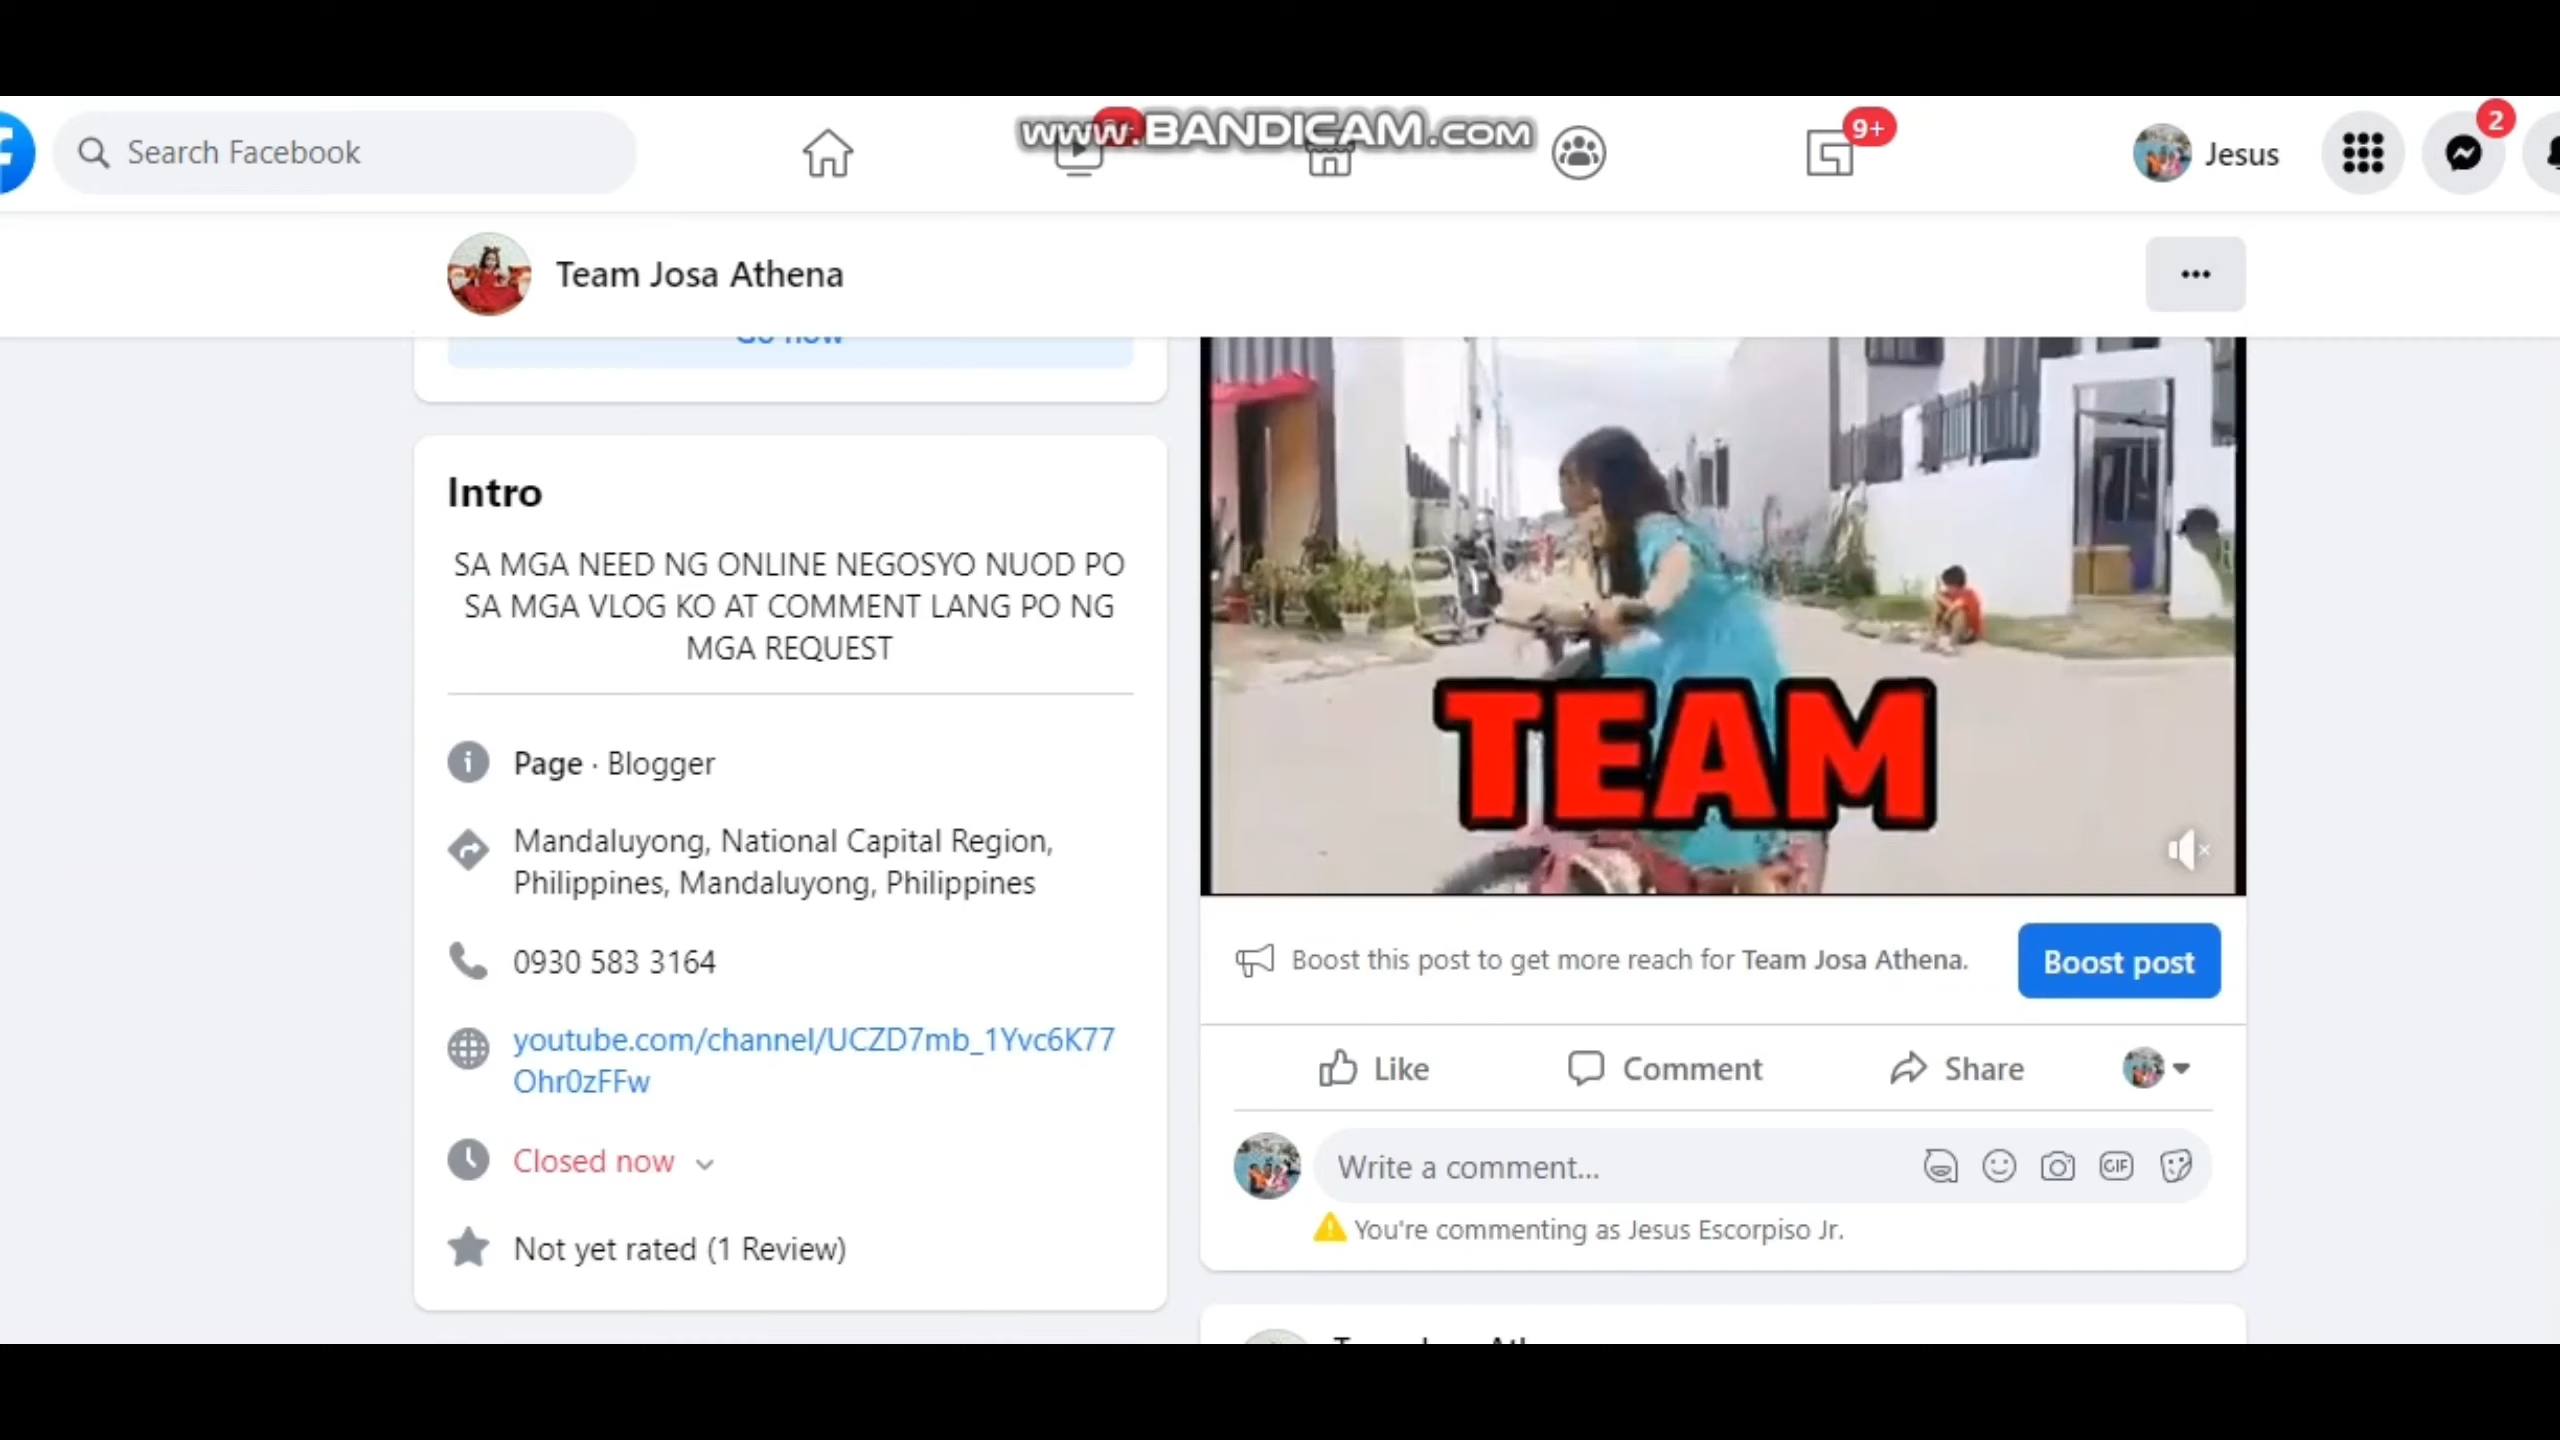 Search Facebook
www.BANDICAM.com
9+
Jesus
2
Team Josa Athena
Go now
Intro
SA MGA NEED NG ONLINE NEGOSYO NUOD PO
SA MGA VLOG KO AT COMMENT LANG PO NG
MGA REQUEST
Page · Blogger
Mandaluyong, National Capital Region,
Philippines, Mandaluyong, Philippines
0930 583 3164
youtube.com/channel/UCZD7mb_1Yvc6K77
Ohr0zFFw
Closed now
Not yet rated (1 Review)
TEAM
Boost this post to get more reach for Team Josa Athena.
Boost post
Like
Comment
Share
Write a comment...
GIF
You're commenting as Jesus Escorpiso Jr.